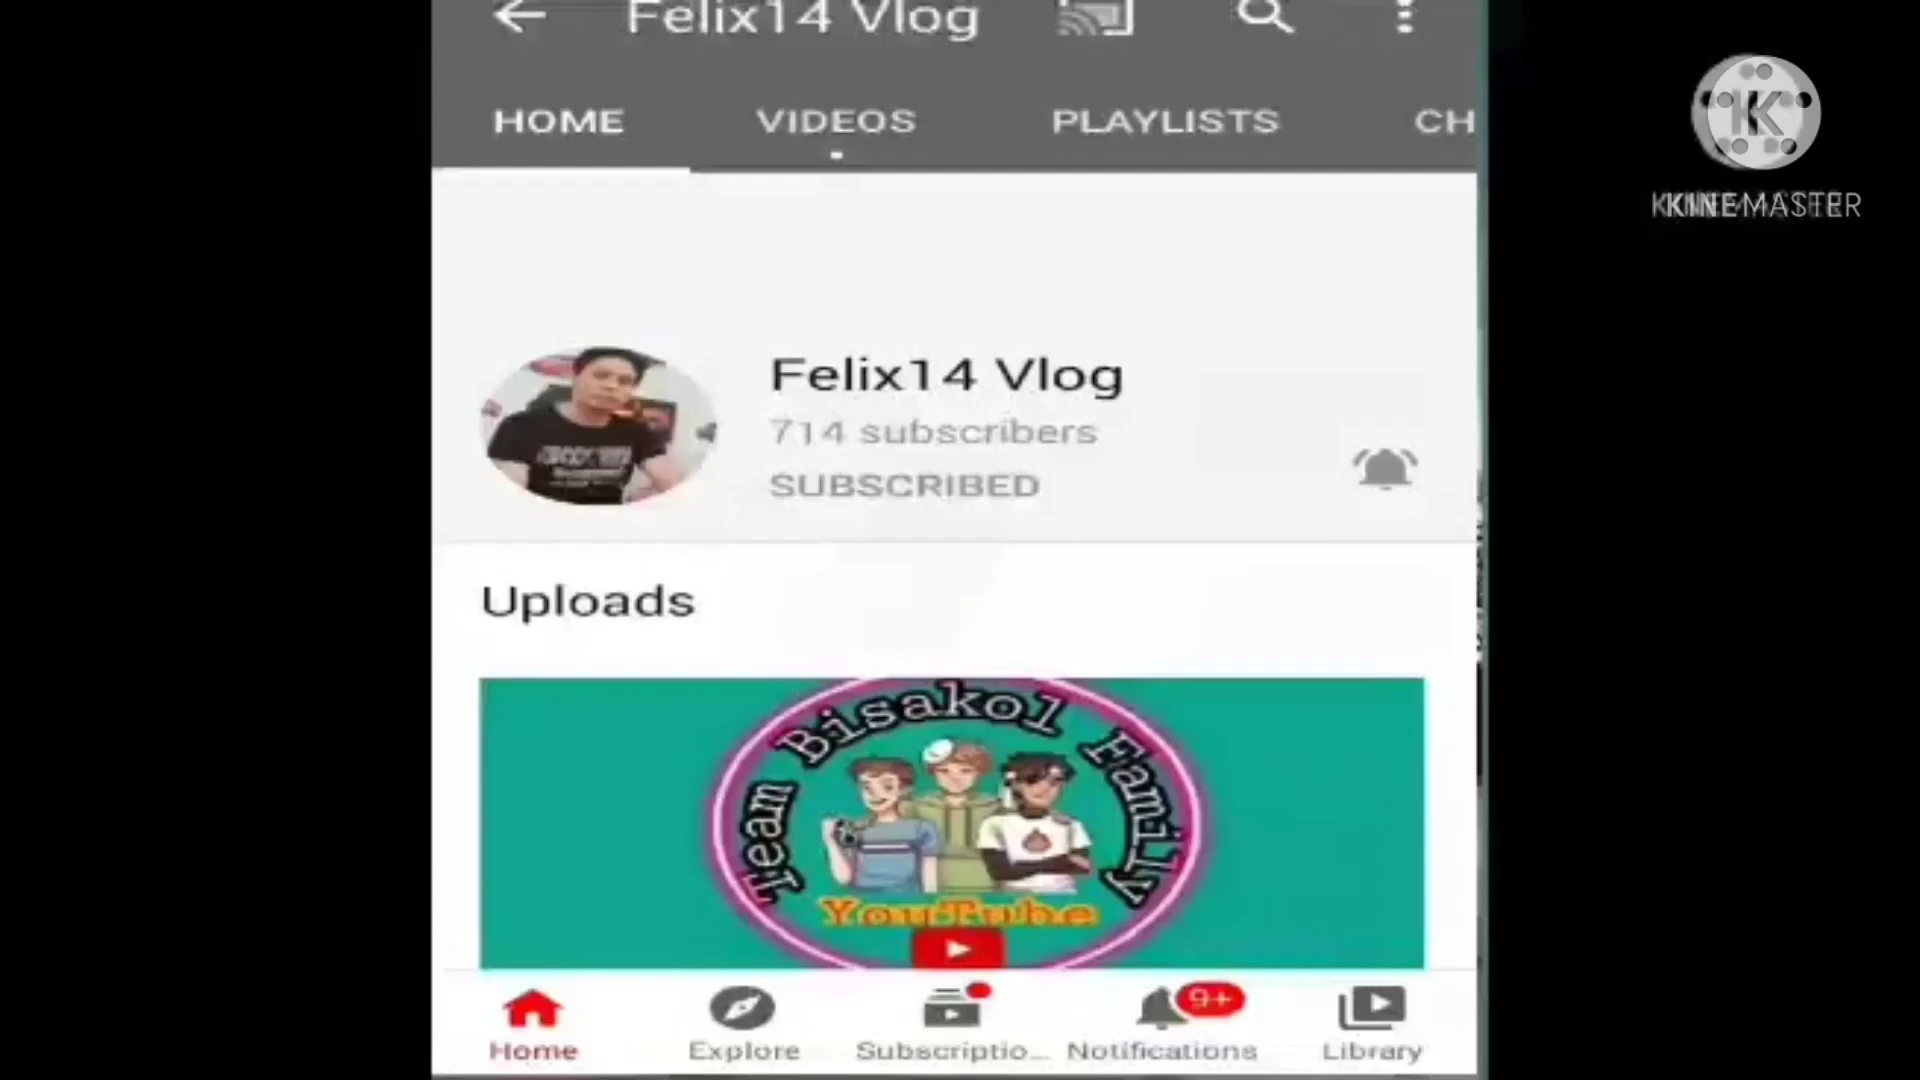 Felix14 Vlog
HOME VIDEOS PLAYLISTS CH
KINEMASTER
Felix14 Vlog
714 subscribers
SUBSCRIBED
Uploads
Team Bisakol Family
YouTube
9+
Home Explore Subscriptio... Notifications Library